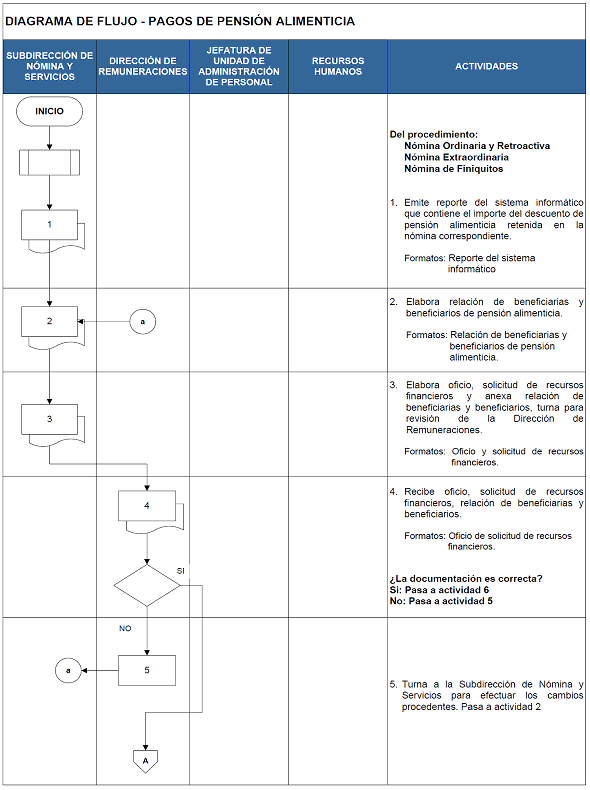 DIAGRAMA DE FLUJO - PAGOS DE PENSIÓN ALIMENTICIA
SUBDIRECCIÓN DE
NÓMINA Y
SERVICIOS
DIRECCIÓN DE
REMUNERACIONES
JEFATURA DE
UNIDAD DE
ADMINISTRACIÓN
DE PERSONAL
RECURSOS
HUMANOS
ACTIVIDADES
INICIO
Del procedimiento:
Nómina Ordinaria y Retroactiva
Nómina Extraordinaria
Nómina de Finiquitos
1
1. Emite reporte del sistema informático
que contiene el importe del descuento de
pensión alimenticia retenida en la
nómina correspondiente.
Formatos: Reporte del sistema
informático
2
a
2. Elabora relación de beneficiarias y
beneficiarios de pensión alimenticia.
Formatos: Relación de beneficiarias y
beneficiarios de pensión
alimenticia.
3
3. Elabora oficio, solicitud de recursos
financieros y anexa relación de
beneficiarias y beneficiarios, turna para
revisión de la Dirección de
Remuneraciones.
Formatos: Oficio y solicitud de recursos
financieros.
4
4. Recibe oficio, solicitud de recursos
financieros, relación de beneficiarias y
beneficiarios.
Formatos: Oficio de solicitud de recursos
financieros.
SI
¿La documentación es correcta?
Si: Pasa a actividad 6
No: Pasa a actividad 5
NO
a
5
5. Turna a la Subdirección de Nómina y
Servicios para efectuar los cambios
procedentes. Pasa a actividad 2
A